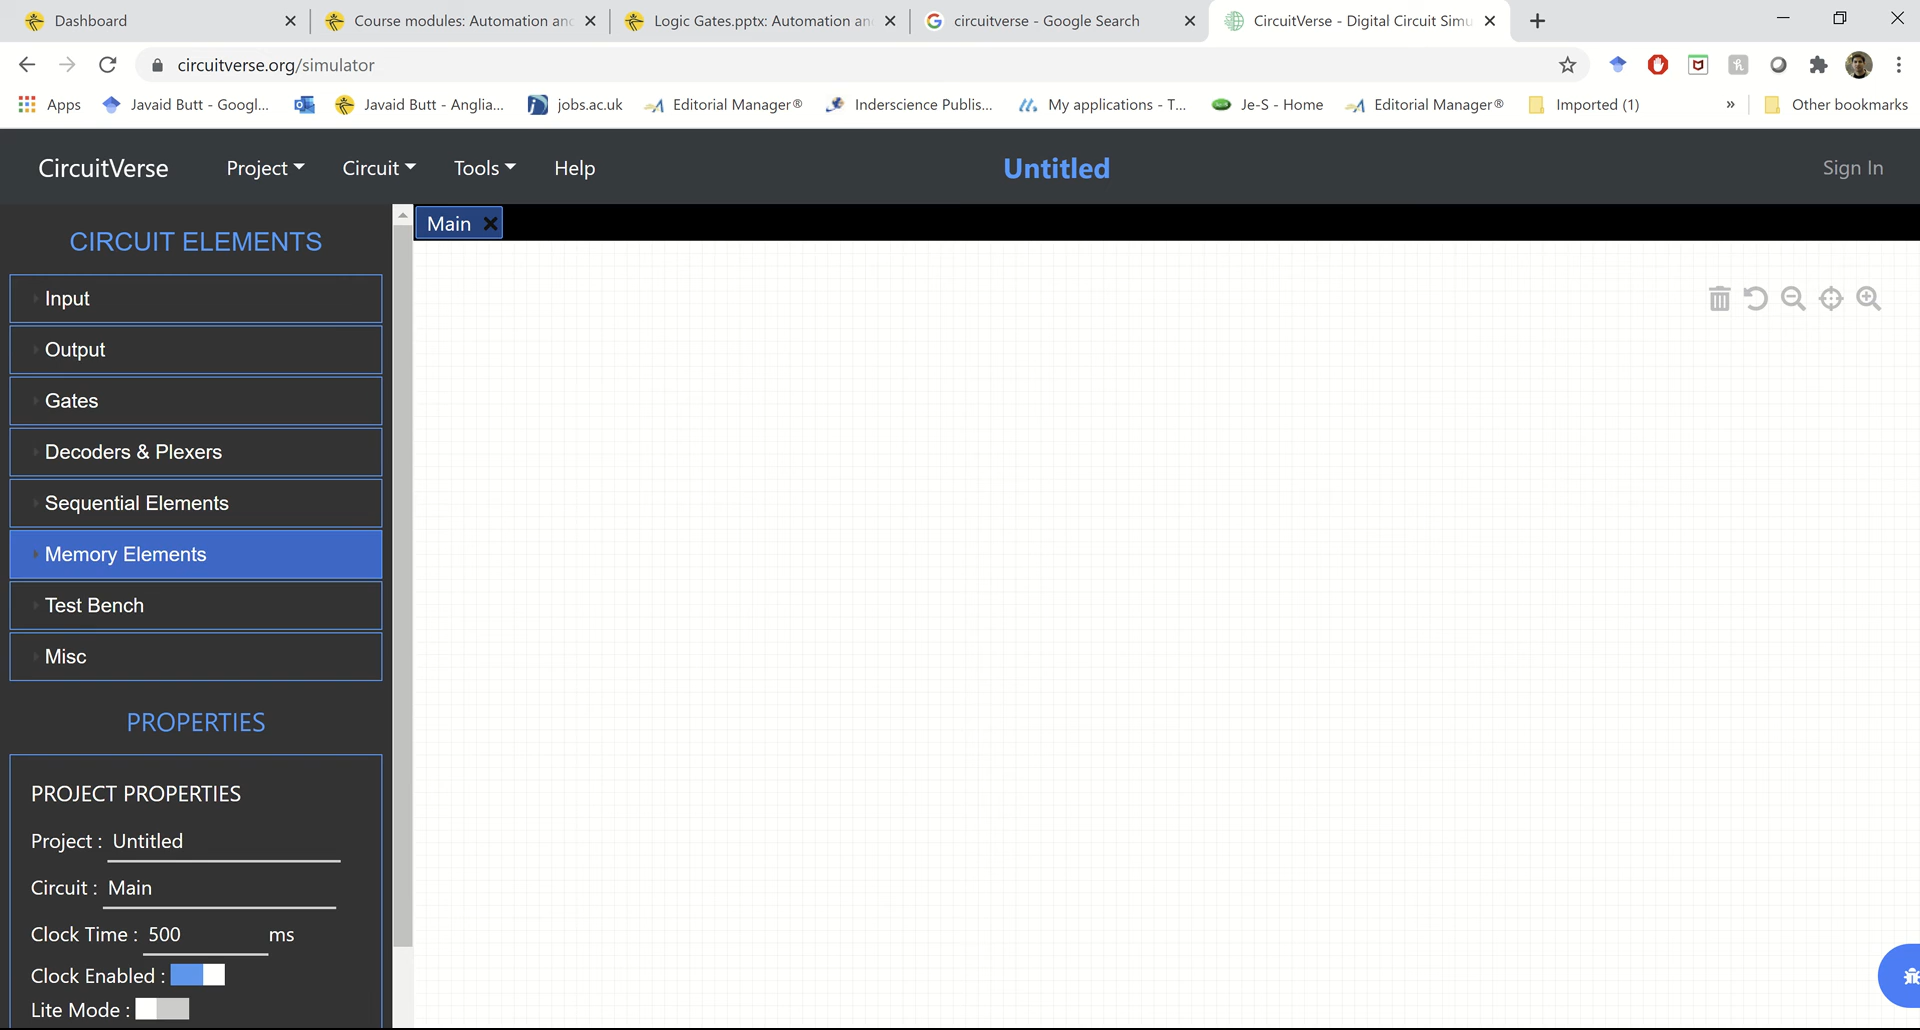 Dashboard Course modules: Automation an Logic Gates.pptx: Automation an circuitverse - Google Search CircuitVerse - Digital Circuit Simu
circuitverse.org/simulator
Apps Javaid Butt - Googl... Javaid Butt - Anglia... jobs.ac.uk Editorial Manager® Inderscience Publis... My applications - T... Je-S - Home Editorial Manager® Imported (1) » Other bookmarks
CircuitVerse Project Circuit Tools Help Untitled Sign In
Main
CIRCUIT ELEMENTS
Input
Output
Gates
Decoders & Plexers
Sequential Elements
Memory Elements
Test Bench
Misc
PROPERTIES
PROJECT PROPERTIES
Project : Untitled
Circuit : Main
Clock Time : 500 ms
Clock Enabled :
Lite Mode :